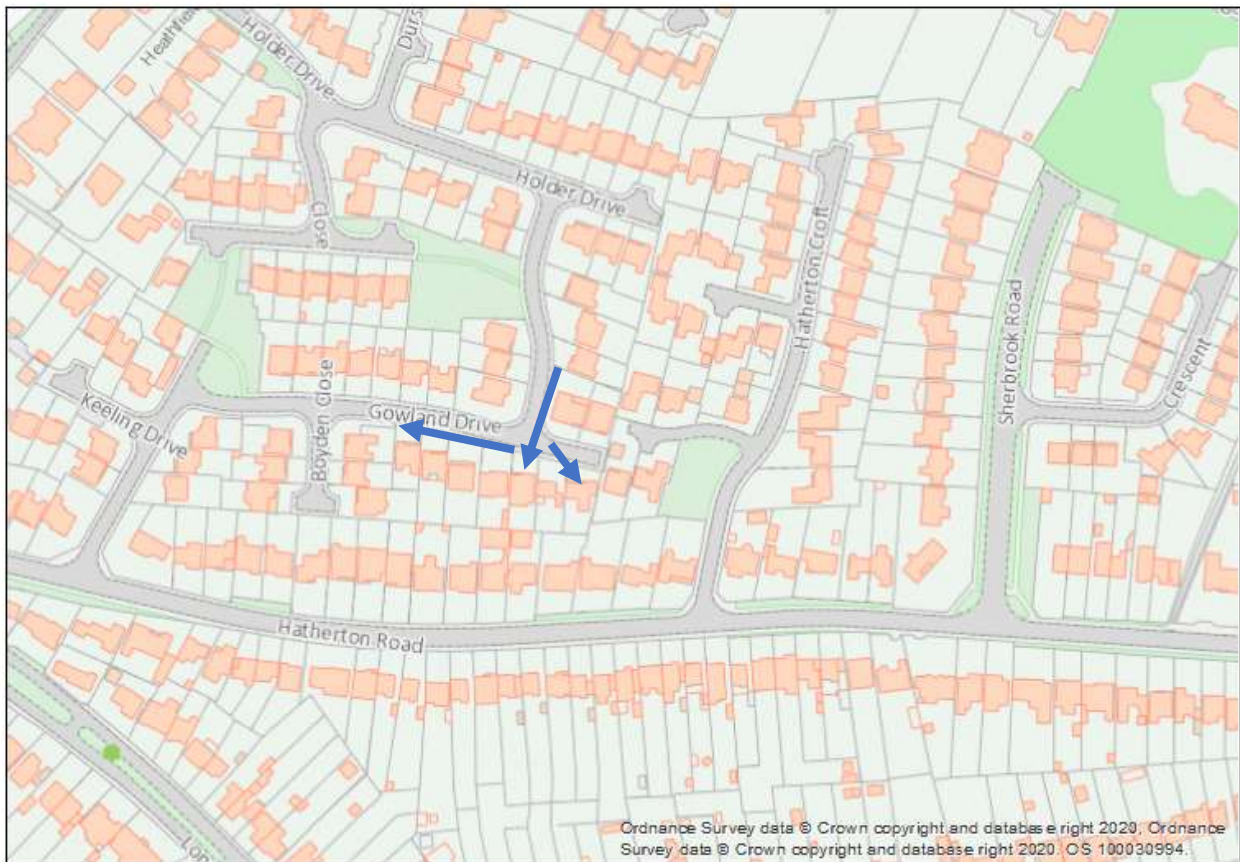 Holder Drive
Heathfield
Close
Holder Drive
Hatherton Croft
Sherbrook Road
Crescent
Keeling Drive
Boyden Close
Gowland Drive
Hatherton Road
Ordnance Survey data © Crown copyright and database right 2020, Ordnance
Survey data © Crown copyright and database right 2020. OS 100030994.